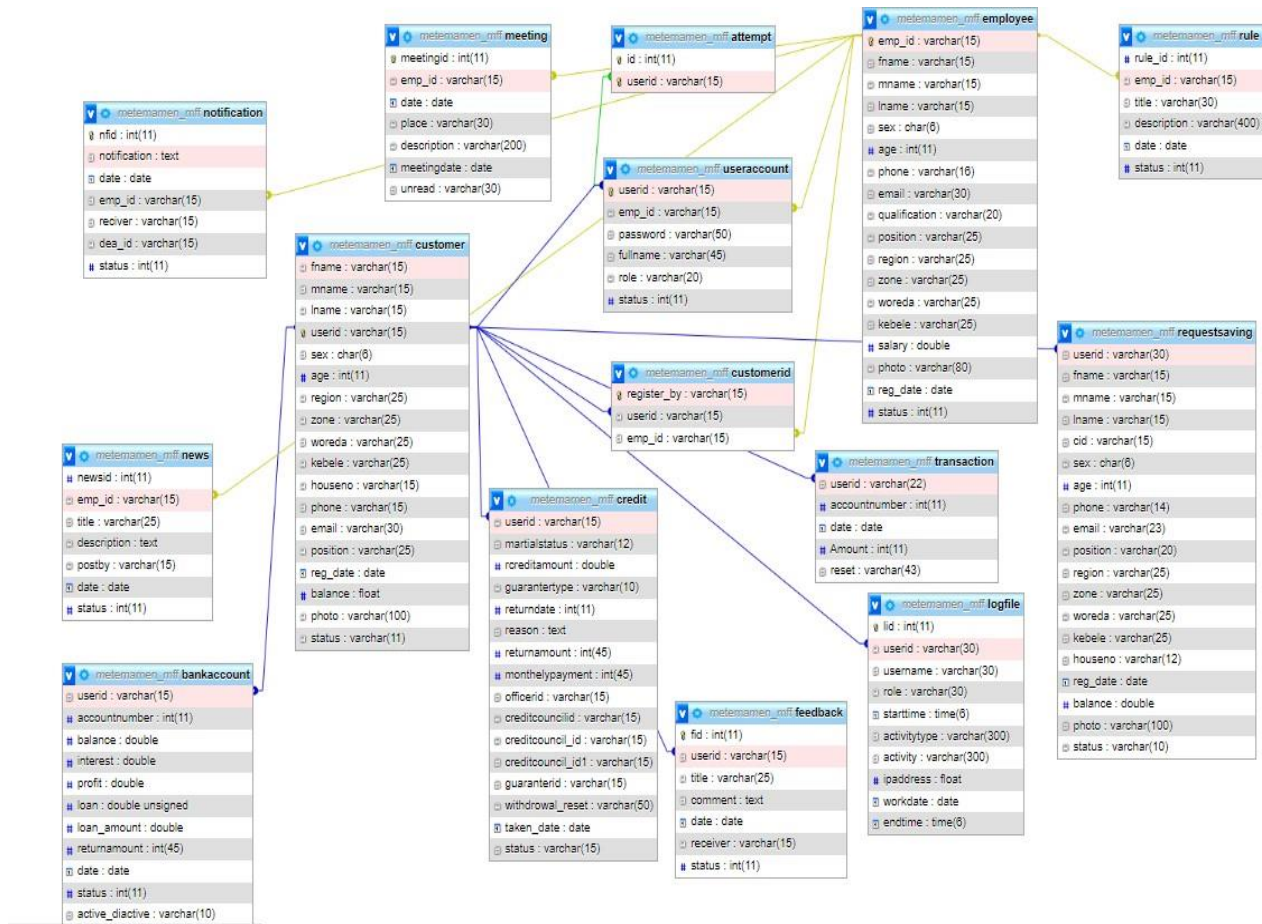 metemamen_mff meeting
meetingid : int(11)
emp_id : varchar(15)
date : date
place : varchar(30)
description : varchar(200)
meetingdate : date
unread : varchar(30)
metemamen_mff attempt
id : int(11)
userid : varchar(15)
metemamen_mff employee
emp_id : varchar(15)
fname : varchar(15)
mname : varchar(15)
lname : varchar(15)
sex : char(6)
age : int(11)
phone : varchar(16)
email : varchar(30)
qualification : varchar(20)
position : varchar(25)
region : varchar(25)
zone : varchar(25)
woreda : varchar(25)
kebele : varchar(25)
salary : double
photo : varchar(80)
reg_date : date
status : int(11)
metemamen_mff rule
rule_id : int(11)
emp_id : varchar(15)
title : varchar(30)
description : varchar(400)
date : date
status : int(11)
metemamen_mff notification
nfid : int(11)
notification : text
date : date
emp_id : varchar(15)
reciver : varchar(15)
dea_id : varchar(15)
status : int(11)
metemamen_mff useraccount
userid : varchar(15)
emp_id : varchar(15)
password : varchar(50)
fullname : varchar(45)
role : varchar(20)
status : int(11)
metemamen_mff customer
fname : varchar(15)
mname : varchar(15)
lname : varchar(15)
userid : varchar(15)
sex : char(6)
age : int(11)
region : varchar(25)
zone : varchar(25)
woreda : varchar(25)
kebele : varchar(25)
houseno : varchar(15)
phone : varchar(15)
email : varchar(30)
position : varchar(25)
reg_date : date
balance : float
photo : varchar(100)
status : varchar(11)
metemamen_mff requestsaving
userid : varchar(30)
fname : varchar(15)
mname : varchar(15)
lname : varchar(15)
cid : varchar(15)
sex : char(6)
age : int(11)
phone : varchar(14)
email : varchar(23)
position : varchar(20)
region : varchar(25)
zone : varchar(25)
woreda : varchar(25)
kebele : varchar(25)
houseno : varchar(12)
reg_date : date
balance : double
photo : varchar(100)
status : varchar(10)
metemamen_mff customerid
register_by : varchar(15)
userid : varchar(15)
emp_id : varchar(15)
metemamen_mff news
newsid : int(11)
emp_id : varchar(15)
title : varchar(25)
description : text
postby : varchar(15)
date : date
status : int(11)
metemamen_mff transaction
userid : varchar(22)
accountnumber : int(11)
date : date
Amount : int(11)
reset : varchar(43)
metemamen_mff credit
userid : varchar(15)
martialstatus : varchar(12)
rcreditamount : double
guarantertype : varchar(10)
returndate : int(11)
reason : text
returnamount : int(45)
monthelypayment : int(45)
officerid : varchar(15)
creditcouncilid : varchar(15)
creditcouncil_id : varchar(15)
creditcouncil_id1 : varchar(15)
guaranterid : varchar(15)
withdrowal_reset : varchar(50)
taken_date : date
status : varchar(15)
metemamen_mff logfile
lid : int(11)
userid : varchar(30)
username : varchar(30)
role : varchar(30)
starttime : time(6)
activitytype : varchar(300)
activity : varchar(300)
ipaddress : float
workdate : date
endtime : time(6)
metemamen_mff bankaccount
userid : varchar(15)
accountnumber : int(11)
balance : double
interest : double
profit : double
loan : double unsigned
loan_amount : double
returnamount : int(45)
date : date
status : int(11)
active_diactive : varchar(10)
metemamen_mff feedback
fid : int(11)
userid : varchar(15)
title : varchar(25)
comment : text
date : date
receiver : varchar(15)
status : int(11)